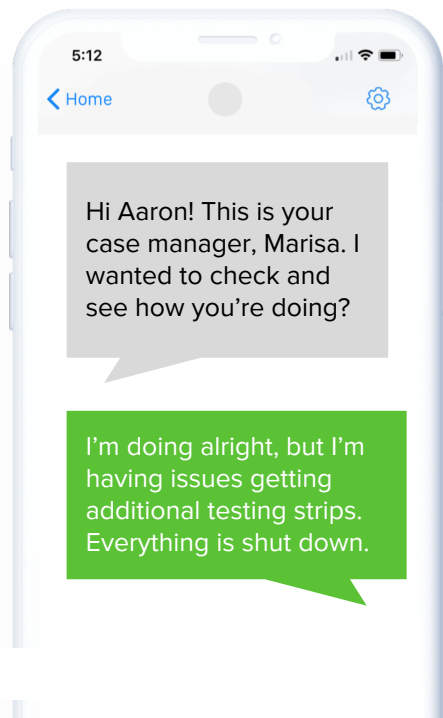 5:12
Home
Hi Aaron! This is your
case manager, Marisa. I
wanted to check and
see how you’re doing?
I’m doing alright, but I’m
having issues getting
additional testing strips.
Everything is shut down.